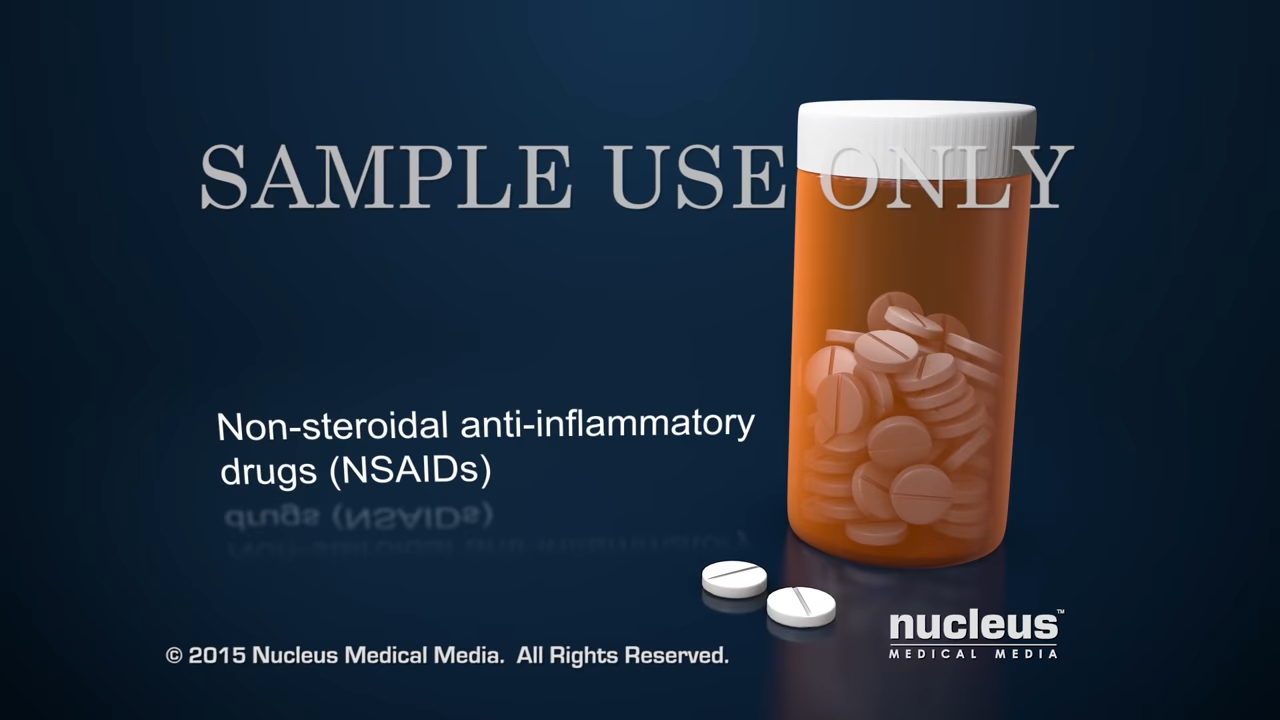 SAMPLE USE ONLY
Non-steroidal anti-inflammatory
drugs (NSAIDs)
nucleus™
MEDICAL MEDIA
© 2015 Nucleus Medical Media. All Rights Reserved.